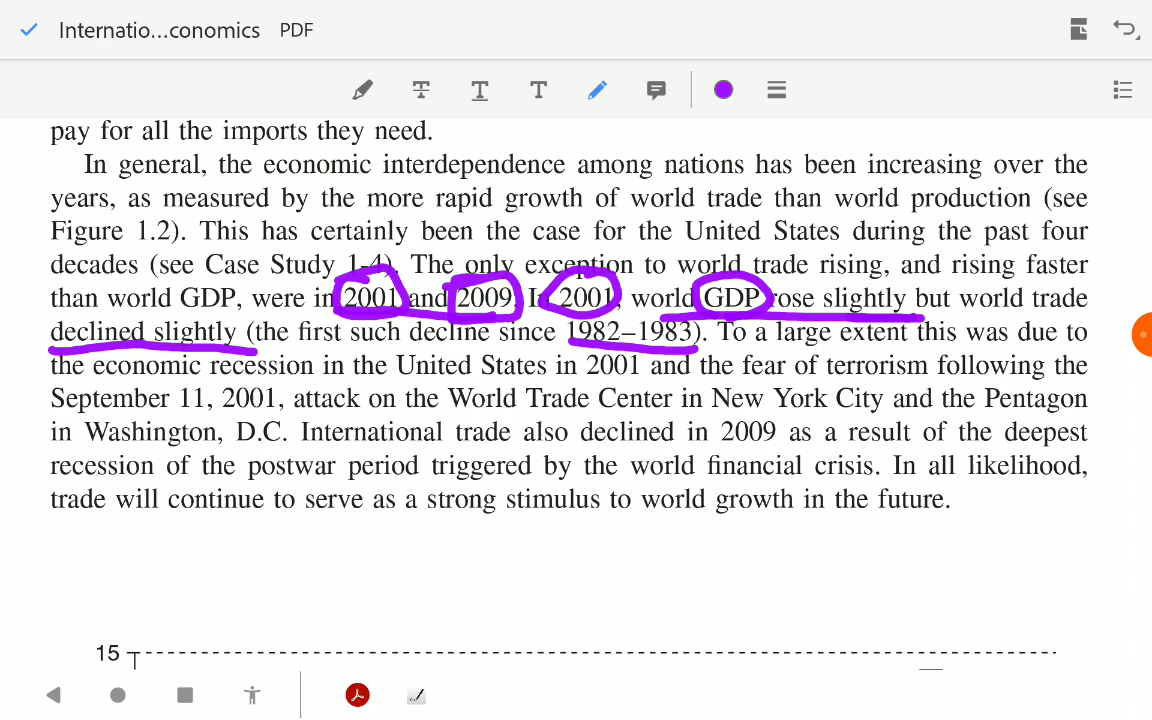 Internatio...conomics PDF
pay for all the imports they need.
In general, the economic interdependence among nations has been increasing over the
years, as measured by the more rapid growth of world trade than world production (see
Figure 1.2). This has certainly been the case for the United States during the past four
decades (see Case Study 1-4). The only exception to world trade rising, and rising faster
than world GDP, were in 2001 and 2009. In 2001, world GDP rose slightly but world trade
declined slightly (the first such decline since 1982–1983). To a large extent this was due to
the economic recession in the United States in 2001 and the fear of terrorism following the
September 11, 2001, attack on the World Trade Center in New York City and the Pentagon
in Washington, D.C. International trade also declined in 2009 as a result of the deepest
recession of the postwar period triggered by the world financial crisis. In all likelihood,
trade will continue to serve as a strong stimulus to world growth in the future.
15